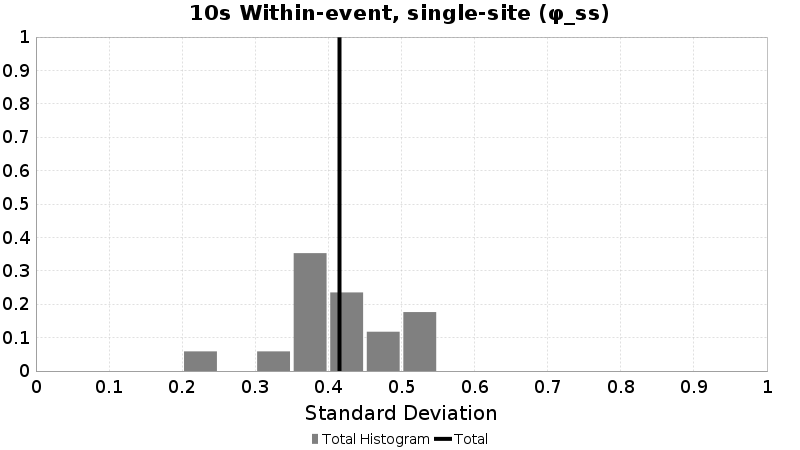 10s Within-event, single-site (φ_ss)
1
0.9
0.8
0.7
0.6
0.5
0.4
0.3
0.2
0.1
0
0 0.1 0.2 0.3 0.4 0.5 0.6 0.7 0.8 0.9 1
Standard Deviation
Total Histogram Total